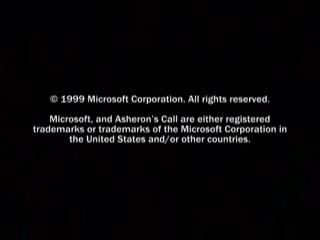 © 1999 Microsoft Corporation. All rights reserved.
Microsoft, and Asheron's Call are either registered
trademarks or trademarks of the Microsoft Corporation in
the United States and/or other countries.